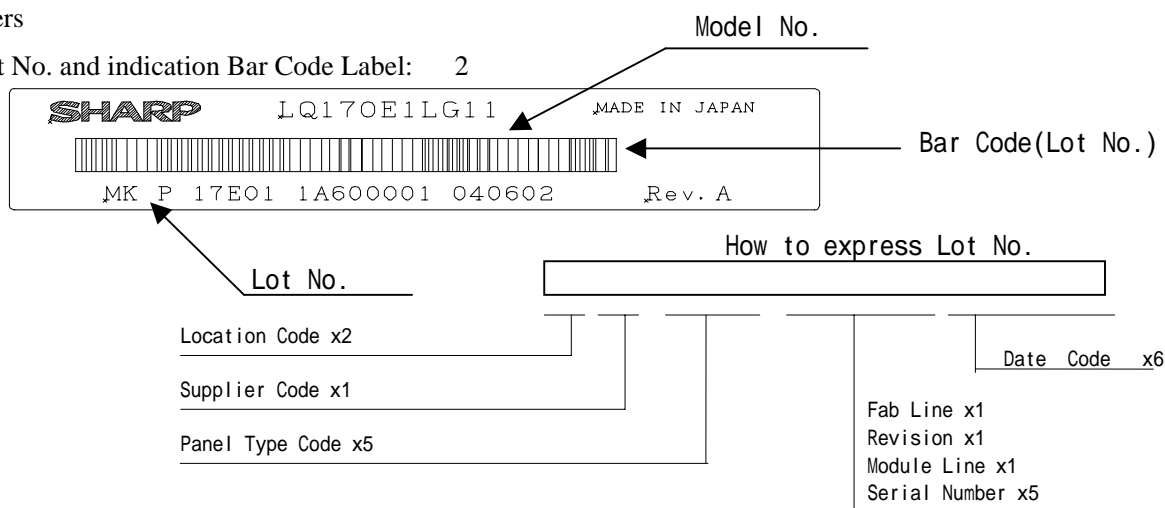 ers
Model No.
t No. and indication Bar Code Label: 2
SHARP LQ170E1LG11 MADE IN JAPAN
Bar Code(Lot No.)
MK P 17E01 1A600001 040602 Rev. A
How to express Lot No.
Lot No.
Location Code x2
Date Code x6
Supplier Code x1
Fab Line x1
Revision x1
Panel Type Code x5
Module Line x1
Serial Number x5